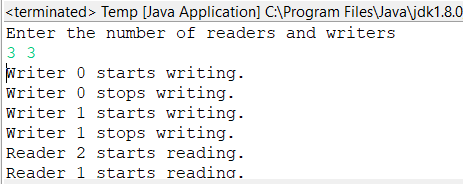 <terminated> Temp [Java Application] C:\Program Files\Java\jdk1.8.0
Enter the number of readers and writers
3 3
Writer 0 starts writing.
Writer 0 stops writing.
Writer 1 starts writing.
Writer 1 stops writing.
Reader 2 starts reading.
Reader 1 starts reading.